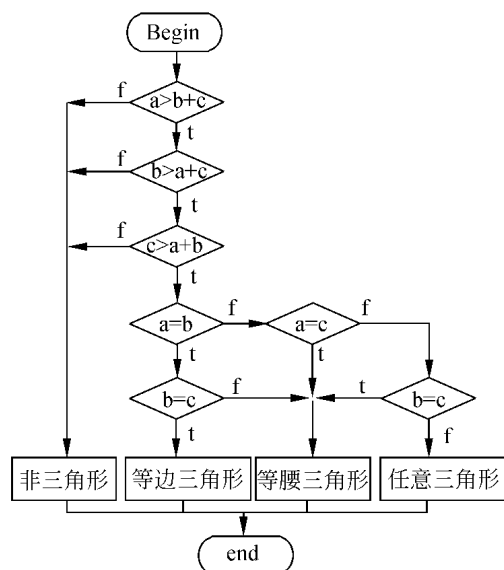 Begin
f
a>b+c
t
f
b>a+c
t
f
c>a+b
t
a=b
f
a=c
f
t
t
b=c
f
t
b=c
t
f
非三角形
等边三角形
等腰三角形
任意三角形
end